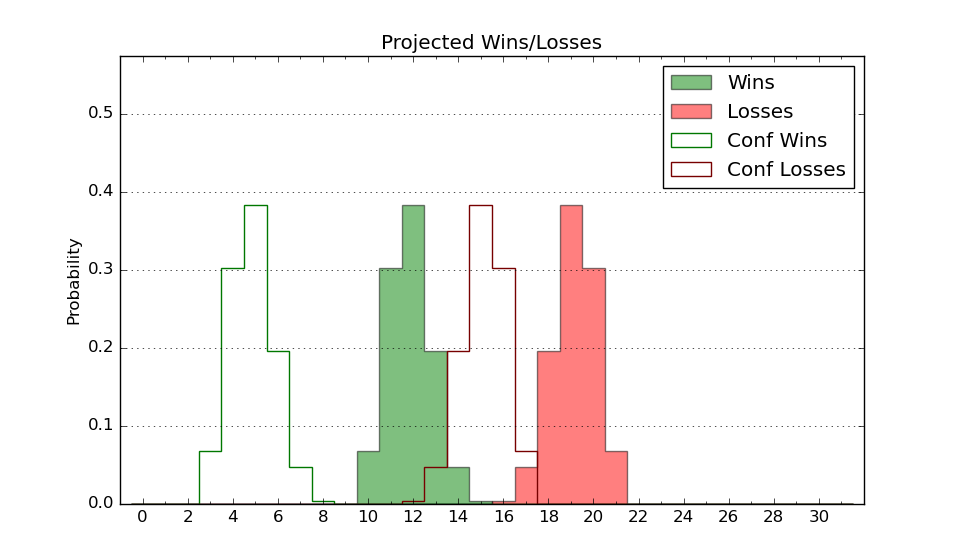 Projected Wins/Losses
Wins
Losses
Conf Wins
Conf Losses
Probability
0.5
0.4
0.3
0.2
0.1
0.0
0 2 4 6 8 10 12 14 16 18 20 22 24 26 28 30